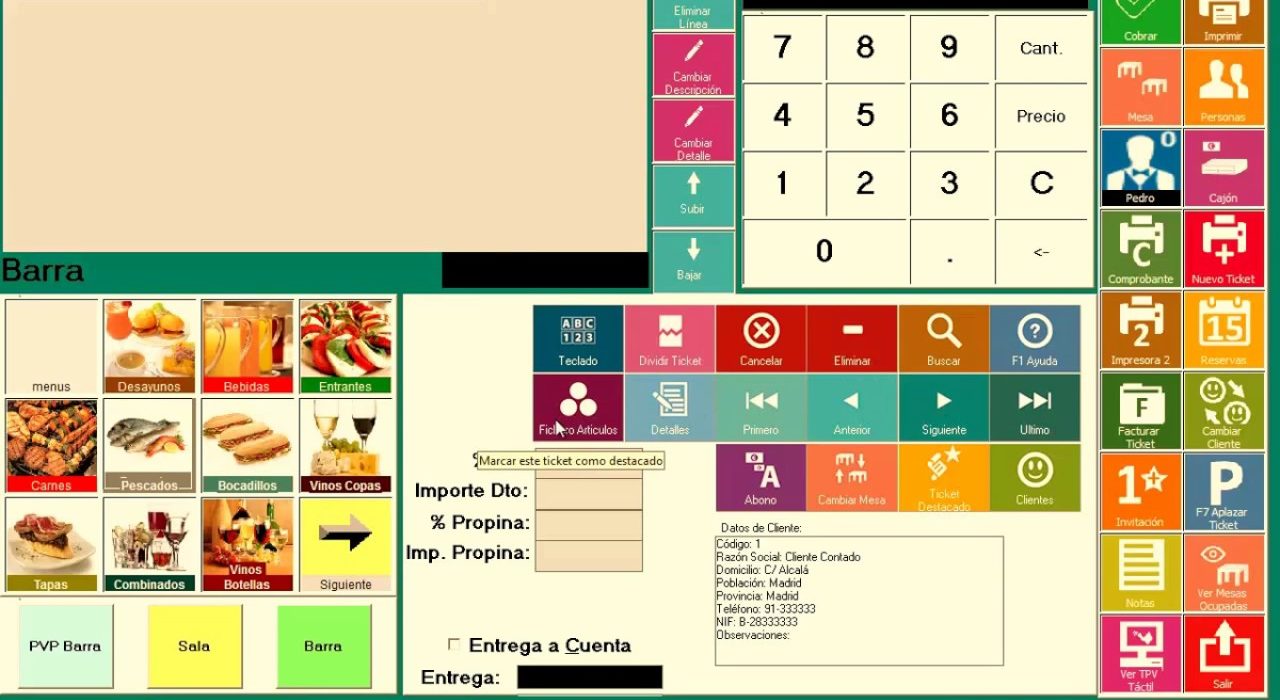 Eliminar
Línea
Cambiar
Descripción
Cambiar
Detalle
Subir
Bajar
7
8
9
Cant.
4
5
6
Precio
1
2
3
C
0
.
<-
Cobrar
Imprimir
Mesa
Personas
0
Pedro
Cajón
C
Comprobante
Nuevo Ticket
2
Impresora 2
15
Reservas
F
Facturar
Ticket
Cambiar
Cliente
1
Invitación
P
F7 Aplazar
Ticket
Notas
Ver Mesas
Ocupadas
Ver TPV
Táctil
Salir
Barra
menus
Desayunos
Bebidas
Entrantes
Carnes
Pescados
Bocadillos
Vinos Copas
Tapas
Combinados
Vinos
Botellas
Siguiente
PVP Barra
Sala
Barra
ABC
123
Teclado
Dividir Ticket
Cancelar
Eliminar
Buscar
?
F1 Ayuda
Detalles
Primero
Anterior
Siguiente
Ultimo
Marcar este ticket como destacado
A
Abono
Cambiar Mesa
Ticket
Destacado
Clientes
Importe Dto:
% Propina:
Imp. Propina:
Datos de Cliente:
Código: 1
Razón Social: Cliente Contado
Domicilio: C/ Alcalá
Población: Madrid
Provincia: Madrid
Teléfono: 91-333333
NIF: B-28333333
Observaciones:
Entrega a Cuenta
Entrega: